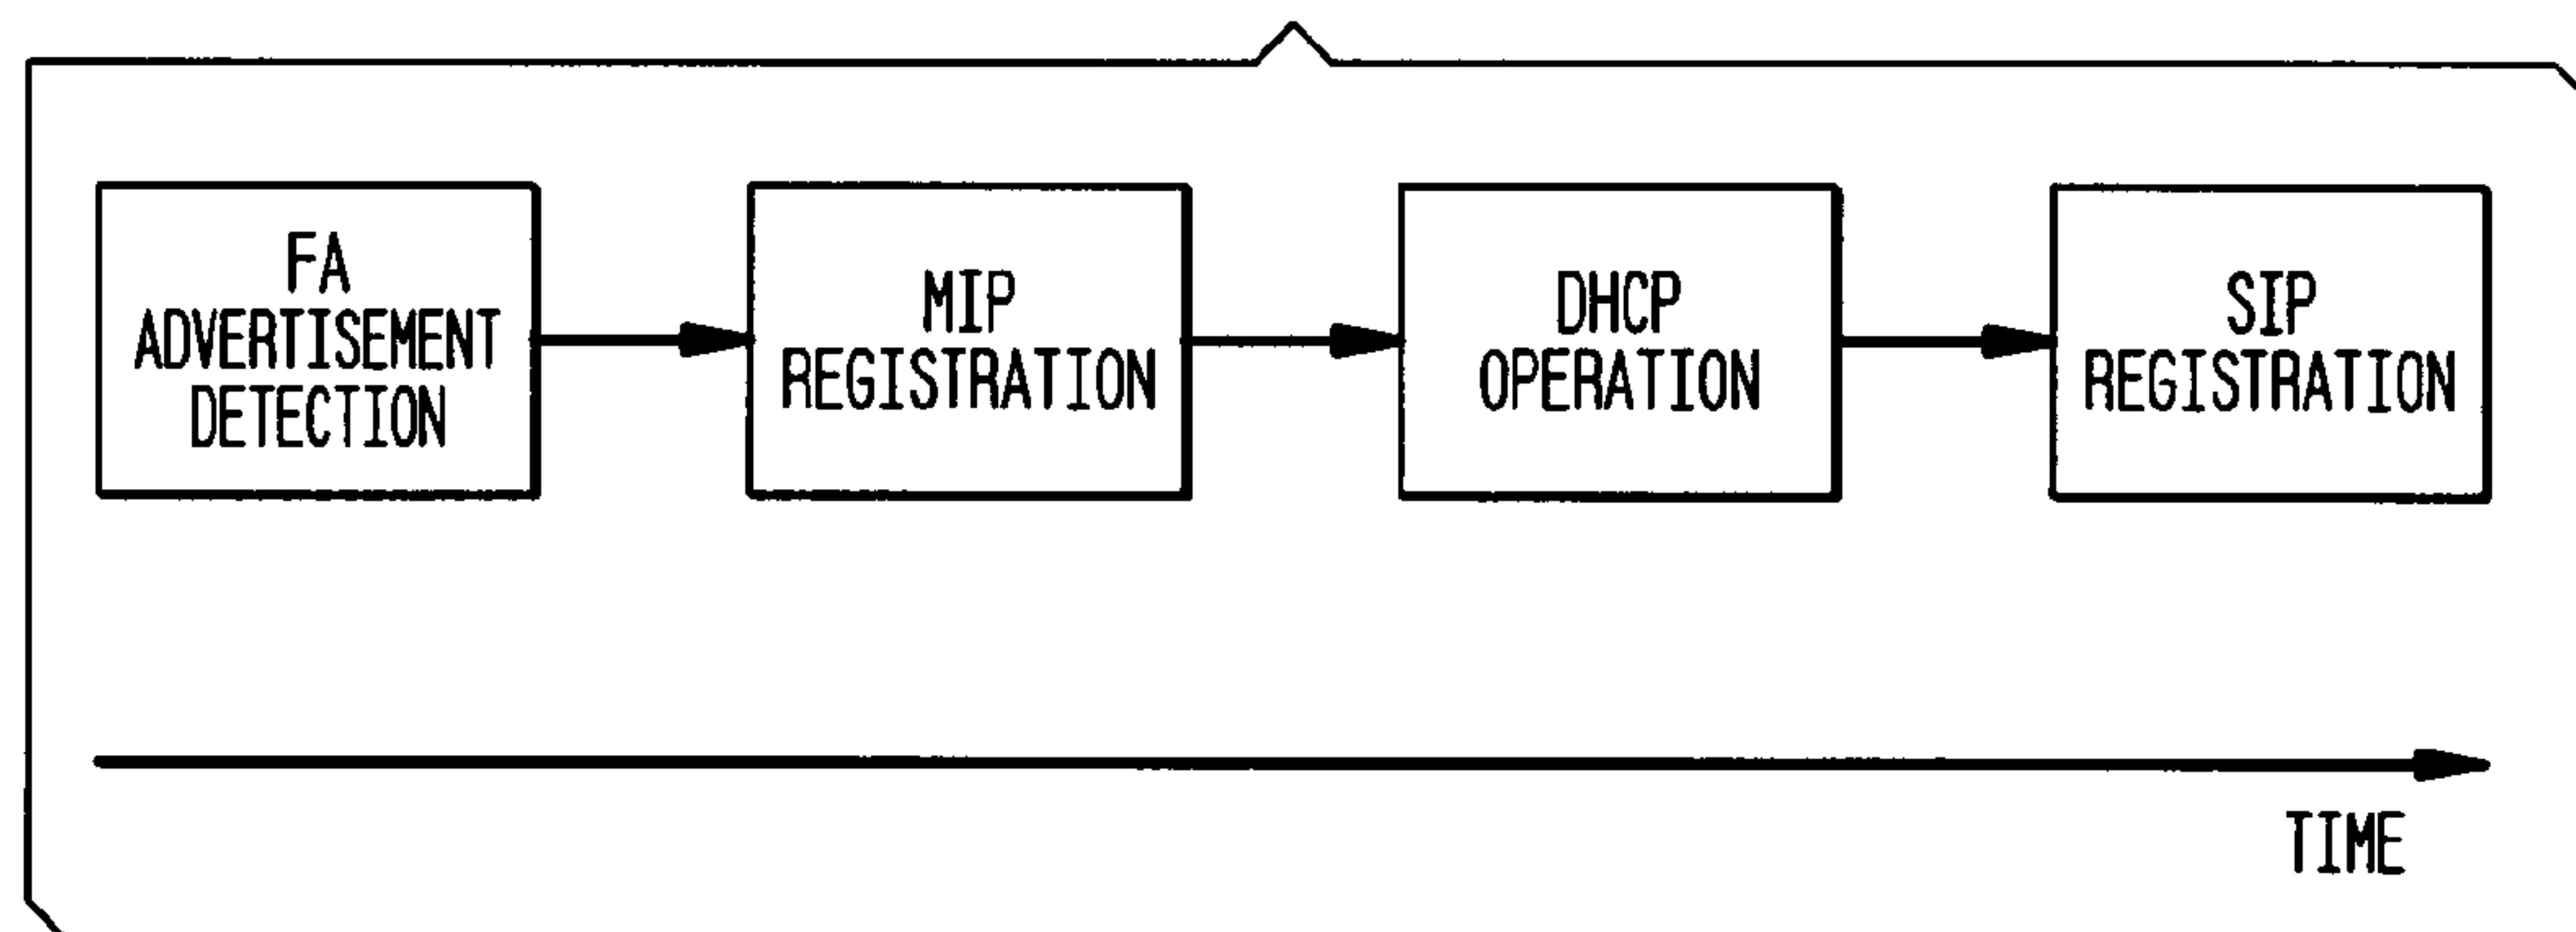 FA
ADVERTISEMENT
DETECTION
MIP
REGISTRATION
DHCP
OPERATION
SIP
REGISTRATION
TIME